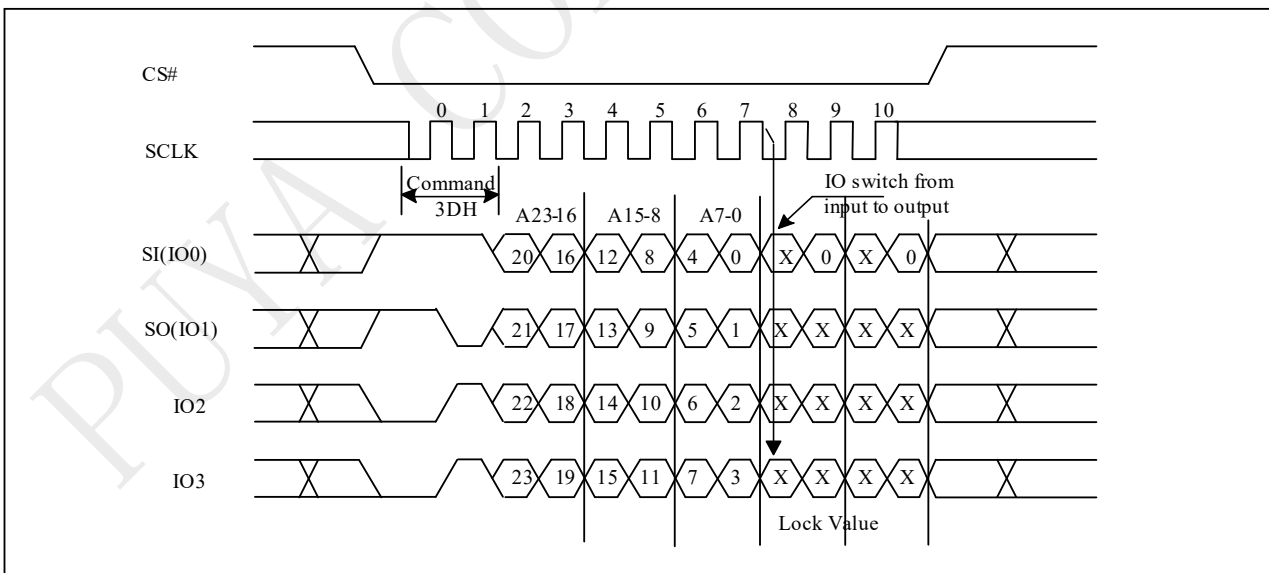 PUYA CO
CS#
0 1 2 3 4 5 6 7 8 9 10
SCLK
Command
3DH
IO switch from
input to output
A23-16 A15-8 A7-0
SI(IO0) 20 16 12 8 4 0 X 0 X 0
SO(IO1) 21 17 13 9 5 1 X X X X
IO2 22 18 14 10 6 2 X X X X
IO3 23 19 15 11 7 3 X X X X
Lock Value